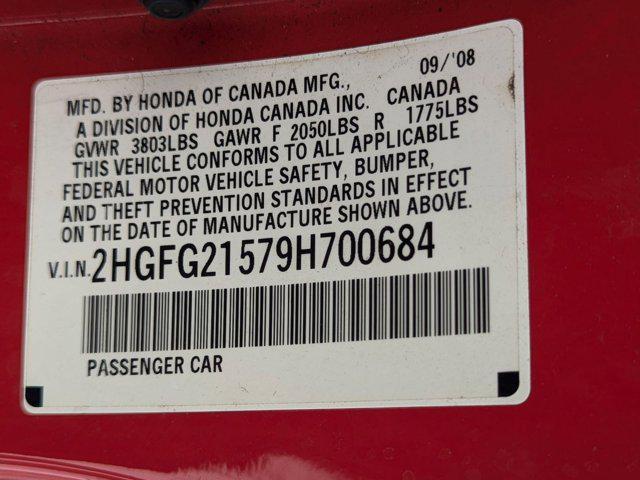 MFD. BY HONDA OF CANADA MFG., 09/'08
A DIVISION OF HONDA CANADA INC. CANADA
GVWR 3803LBS GAWR F 2050LBS R 1775LBS
THIS VEHICLE CONFORMS TO ALL APPLICABLE
FEDERAL MOTOR VEHICLE SAFETY, BUMPER,
AND THEFT PREVENTION STANDARDS IN EFFECT
ON THE DATE OF MANUFACTURE SHOWN ABOVE.
V.I.N. 2HGFG21579H700684
PASSENGER CAR